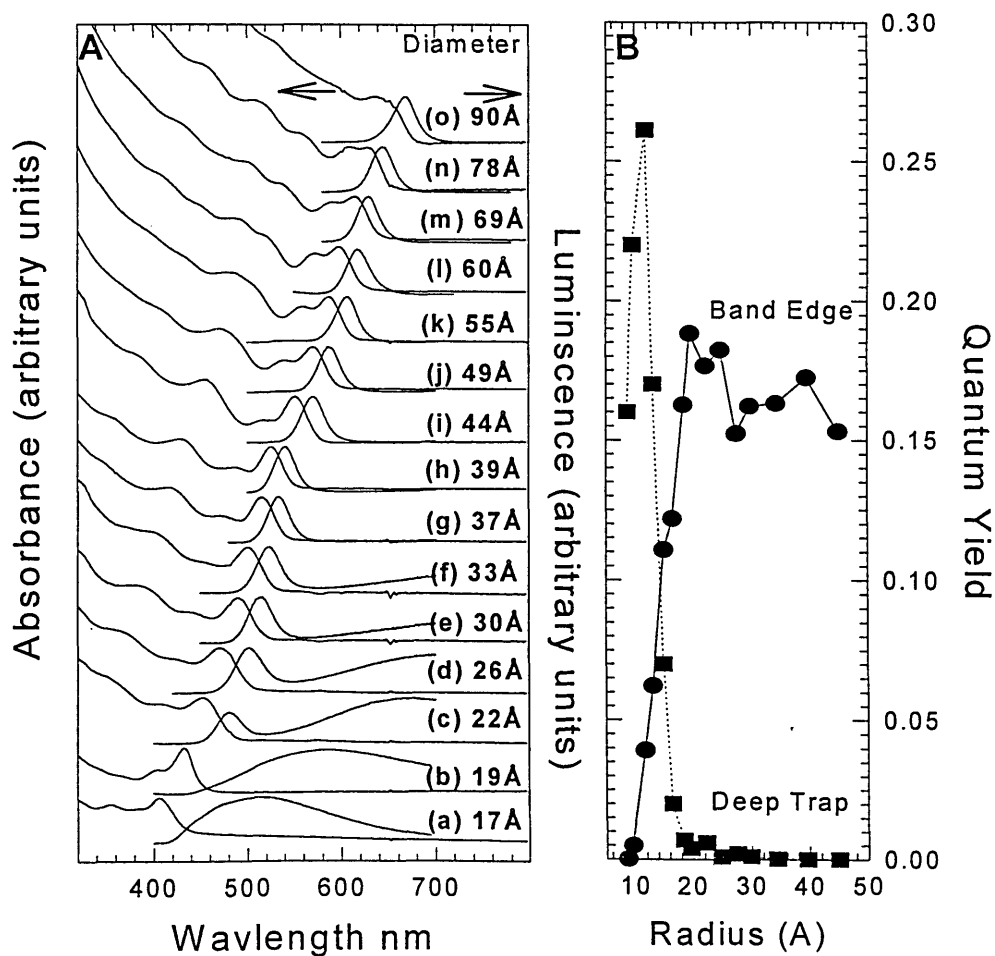 A
Diameter
(o) 90Å
(n) 78Å
(m) 69Å
(l) 60Å
(k) 55Å
(j) 49Å
(i) 44Å
(h) 39Å
(g) 37Å
(f) 33Å
(e) 30Å
(d) 26Å
(c) 22Å
(b) 19Å
(a) 17Å
Absorbance (arbitrary units)
400 500 600 700
Wavlength nm
Luminscence (arbitrary units)
B
Band Edge
Deep Trap
0.30
0.25
0.20
0.15
0.10
0.05
0.00
Quantum Yield
10 20 30 40 50
Radius (A)